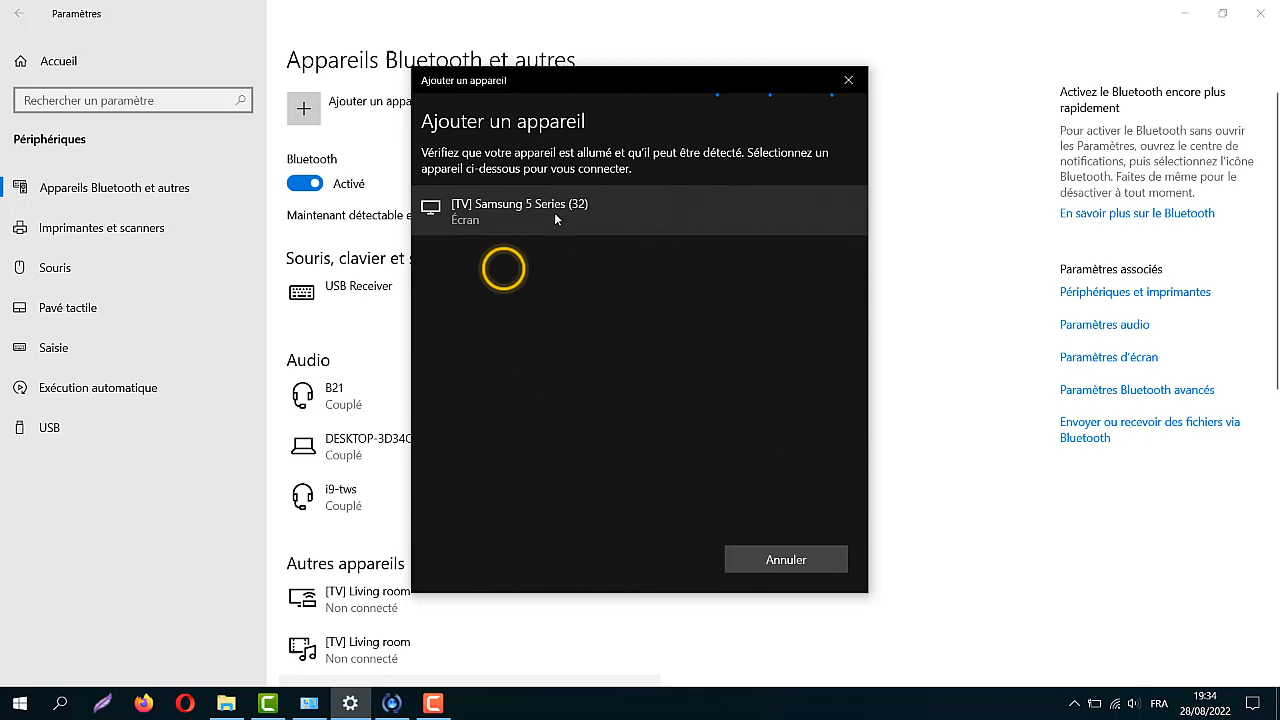 Paramètres
Accueil
Rechercher un paramètre
Périphériques
Appareils Bluetooth et autres
Imprimantes et scanners
Souris
Pavé tactile
Saisie
Exécution automatique
USB
Appareils Bluetooth et autres
Ajouter un appa
Bluetooth
Activé
Maintenant détectable e
Souris, clavier et s
USB Receiver
Audio
B21
Couplé
DESKTOP-3D34C
Couplé
i9-tws
Couplé
Autres appareils
[TV] Living room
Non connecté
[TV] Living room
Non connecté
Ajouter un appareil
Ajouter un appareil
Vérifiez que votre appareil est allumé et qu'il peut être détecté. Sélectionnez un
appareil ci-dessous pour vous connecter.
[TV] Samsung 5 Series (32)
Écran
Annuler
Activez le Bluetooth encore plus
rapidement
Pour activer le Bluetooth sans ouvrir
les Paramètres, ouvrez le centre de
notifications, puis sélectionnez l'icône
Bluetooth. Faites de même pour le
désactiver à tout moment.
En savoir plus sur le Bluetooth
Paramètres associés
Périphériques et imprimantes
Paramètres audio
Paramètres d'écran
Paramètres Bluetooth avancés
Envoyer ou recevoir des fichiers via
Bluetooth
FRA
19:34
28/08/2022